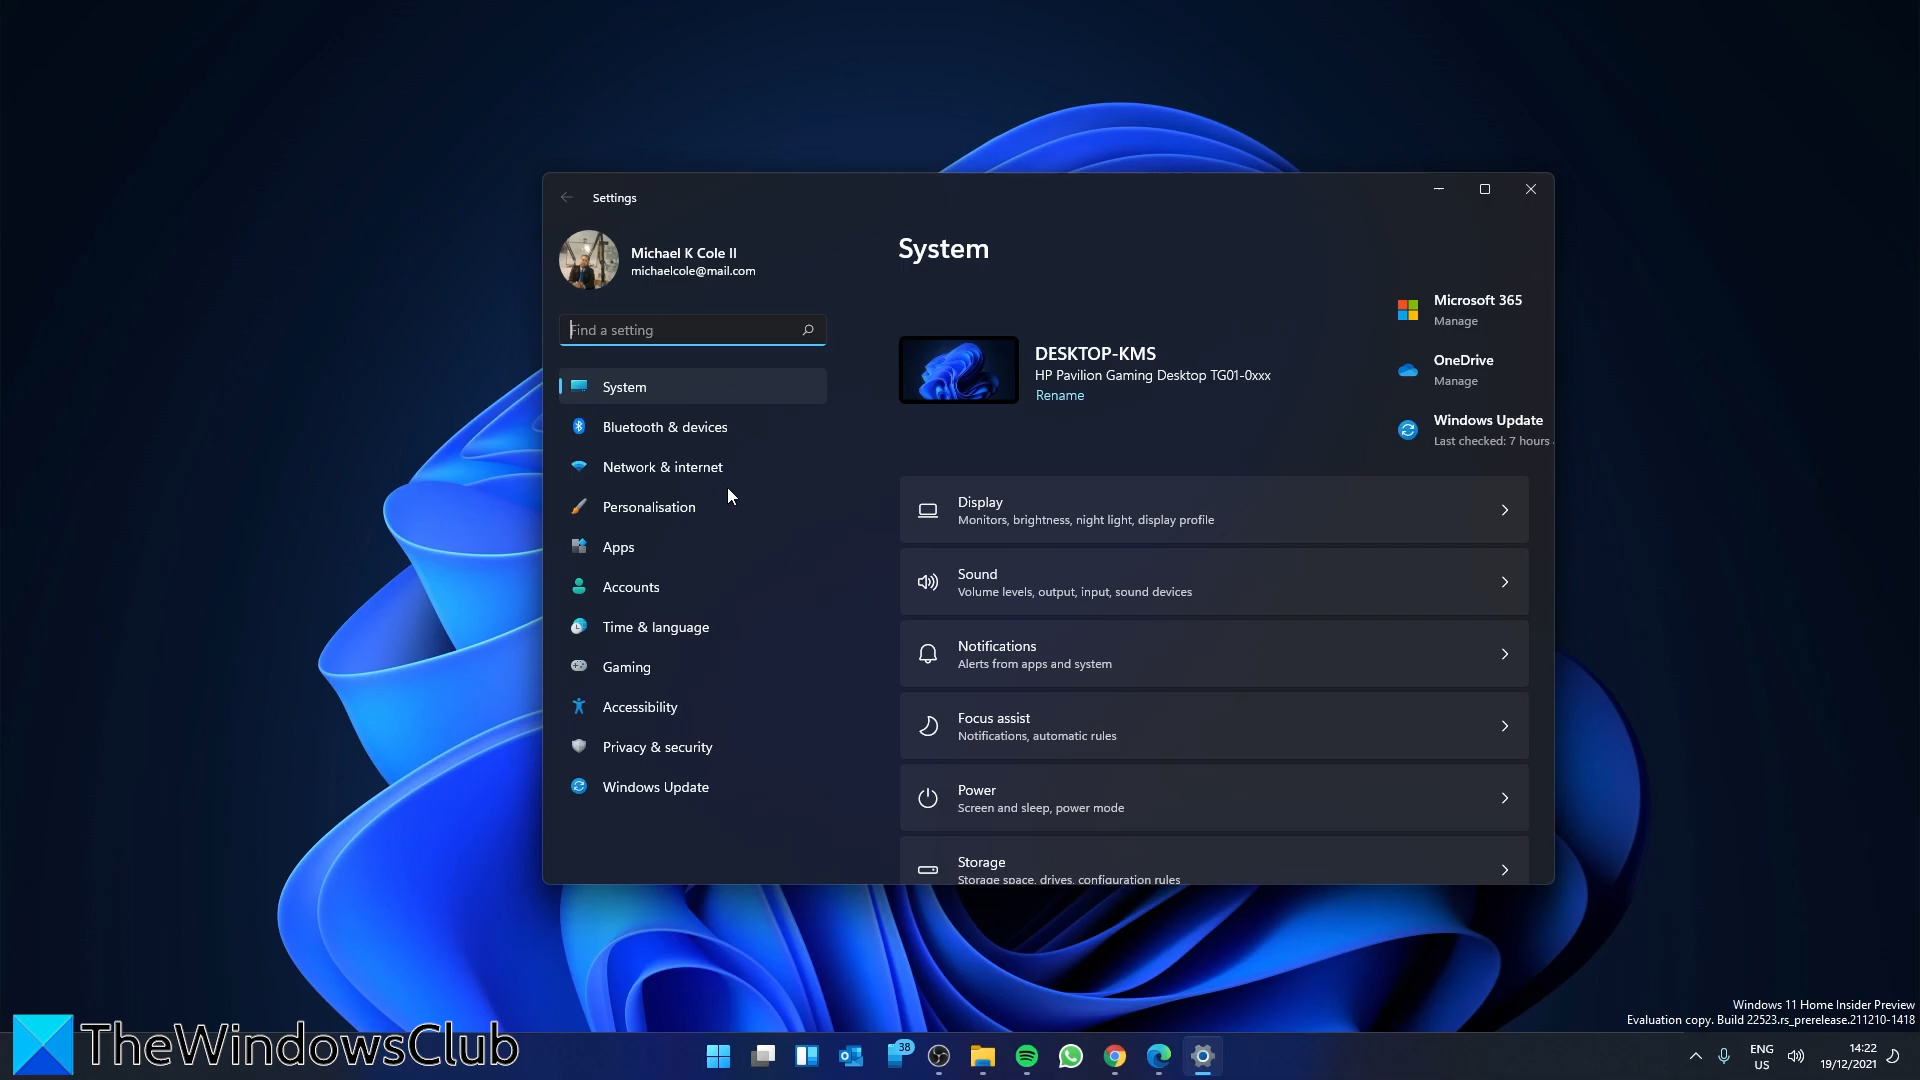 Settings
Michael K Cole II
michaelcole@mail.com
Find a setting
System
Bluetooth & devices
Network & internet
Personalisation
Apps
Accounts
Time & language
Gaming
Accessibility
Privacy & security
Windows Update
System
DESKTOP-KMS
HP Pavilion Gaming Desktop TG01-0xxx
Rename
Microsoft 365
Manage
OneDrive
Manage
Windows Update
Last checked: 7 hours
Display
Monitors, brightness, night light, display profile
Sound
Volume levels, output, input, sound devices
Notifications
Alerts from apps and system
Focus assist
Notifications, automatic rules
Power
Screen and sleep, power mode
Storage
Storage space, drives, configuration rules
Windows 11 Home Insider Preview
Evaluation copy. Build 22523.rs_prerelease.211210-1418
TheWindowsClub
38
ENG
US
14:22
19/12/2021